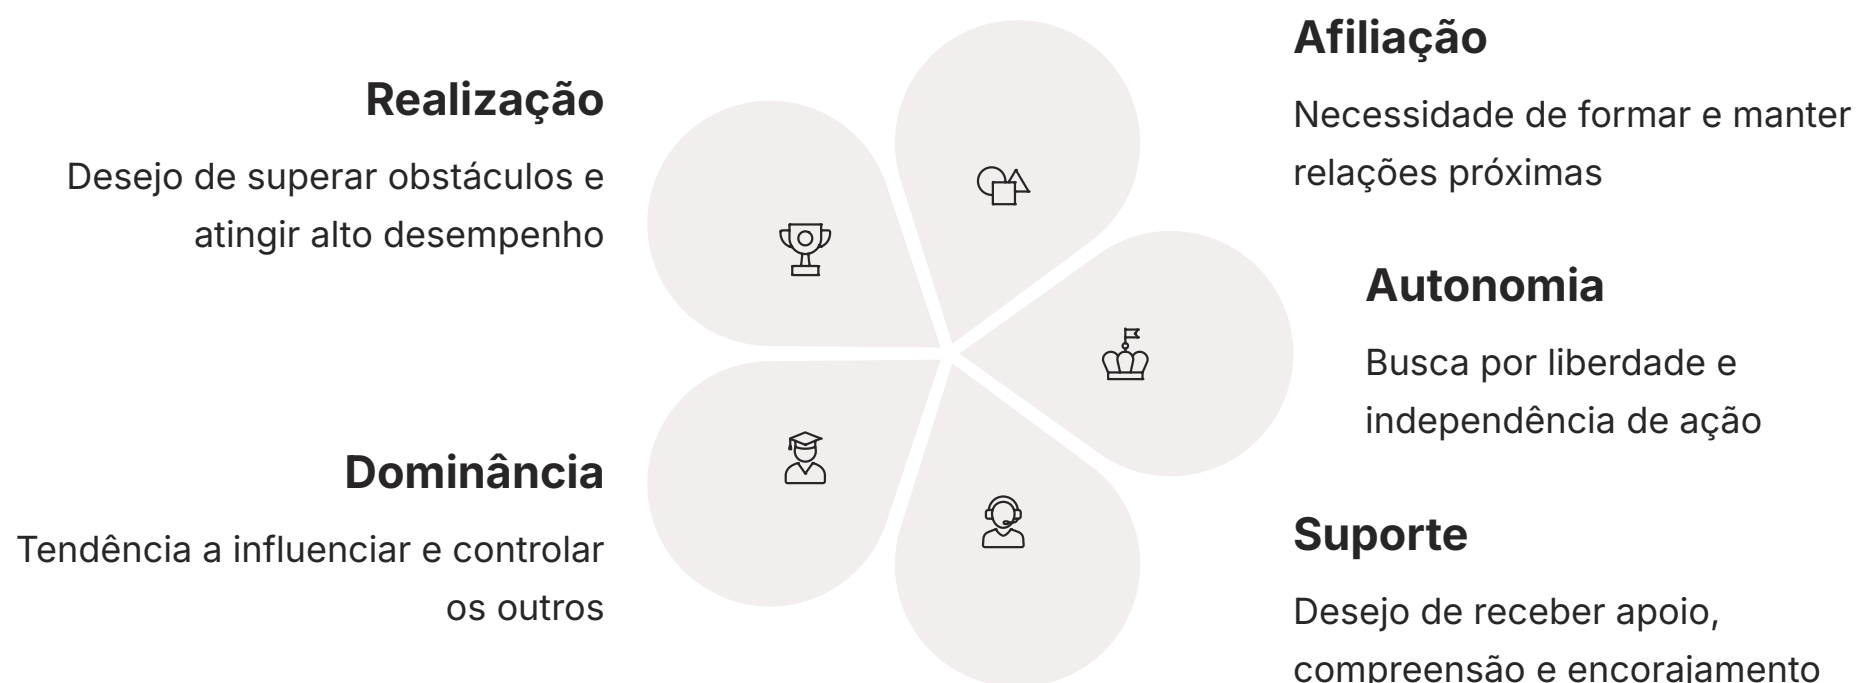 Realização
Desejo de superar obstáculos e
atingir alto desempenho
Dominância
Tendência a influenciar e controlar
os outros
Afiliação
Necessidade de formar e manter
relações próximas
Autonomia
Busca por liberdade e
independência de ação
Suporte
Desejo de receber apoio,
compreensão e encorajamento